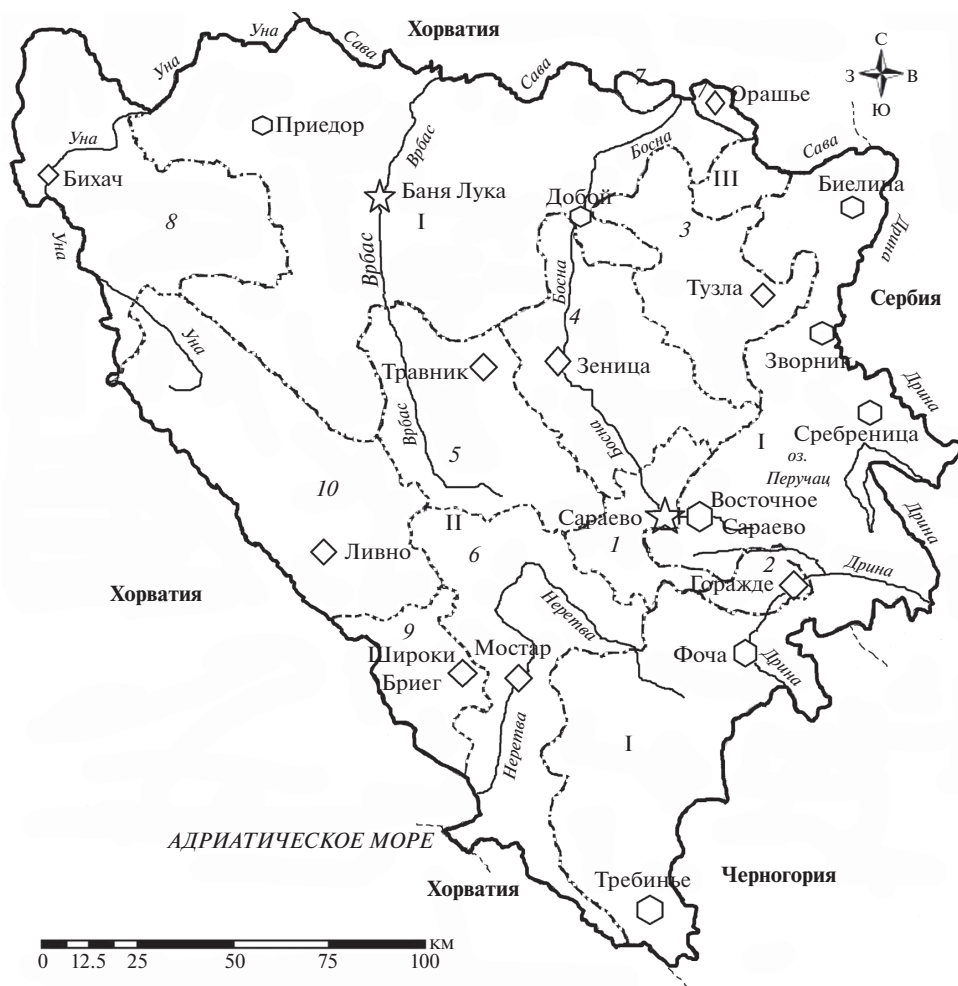 Хорватия
Уна
Уна
Сава
Сава
7
С
З
В
Ю
Уна
Приедор
Орашье
Уна
Врбас
Босна
Сава
Бихач
III
Биелина
Баня Лука
Добой
I
3
8
Дрина
Уна
Врбас
Босна
Тузла
Сербия
4
Уна
Зворник
Травник
Зеница
Дрина
Врбас
Босна
I
Сребреница
оз.
Перучац
5
10
II
Сараево
Восточное
Сараево
Дрина
Ливно
6
1
2
Дрина
Горажде
Хорватия
Неретва
9
Широки
Бриег
Мостар
Фоча
Дрина
Неретва
I
АДРИАТИЧЕСКОЕ МОРЕ
Хорватия
Требинье
Черногория
км
0 12.5 25 50 75 100